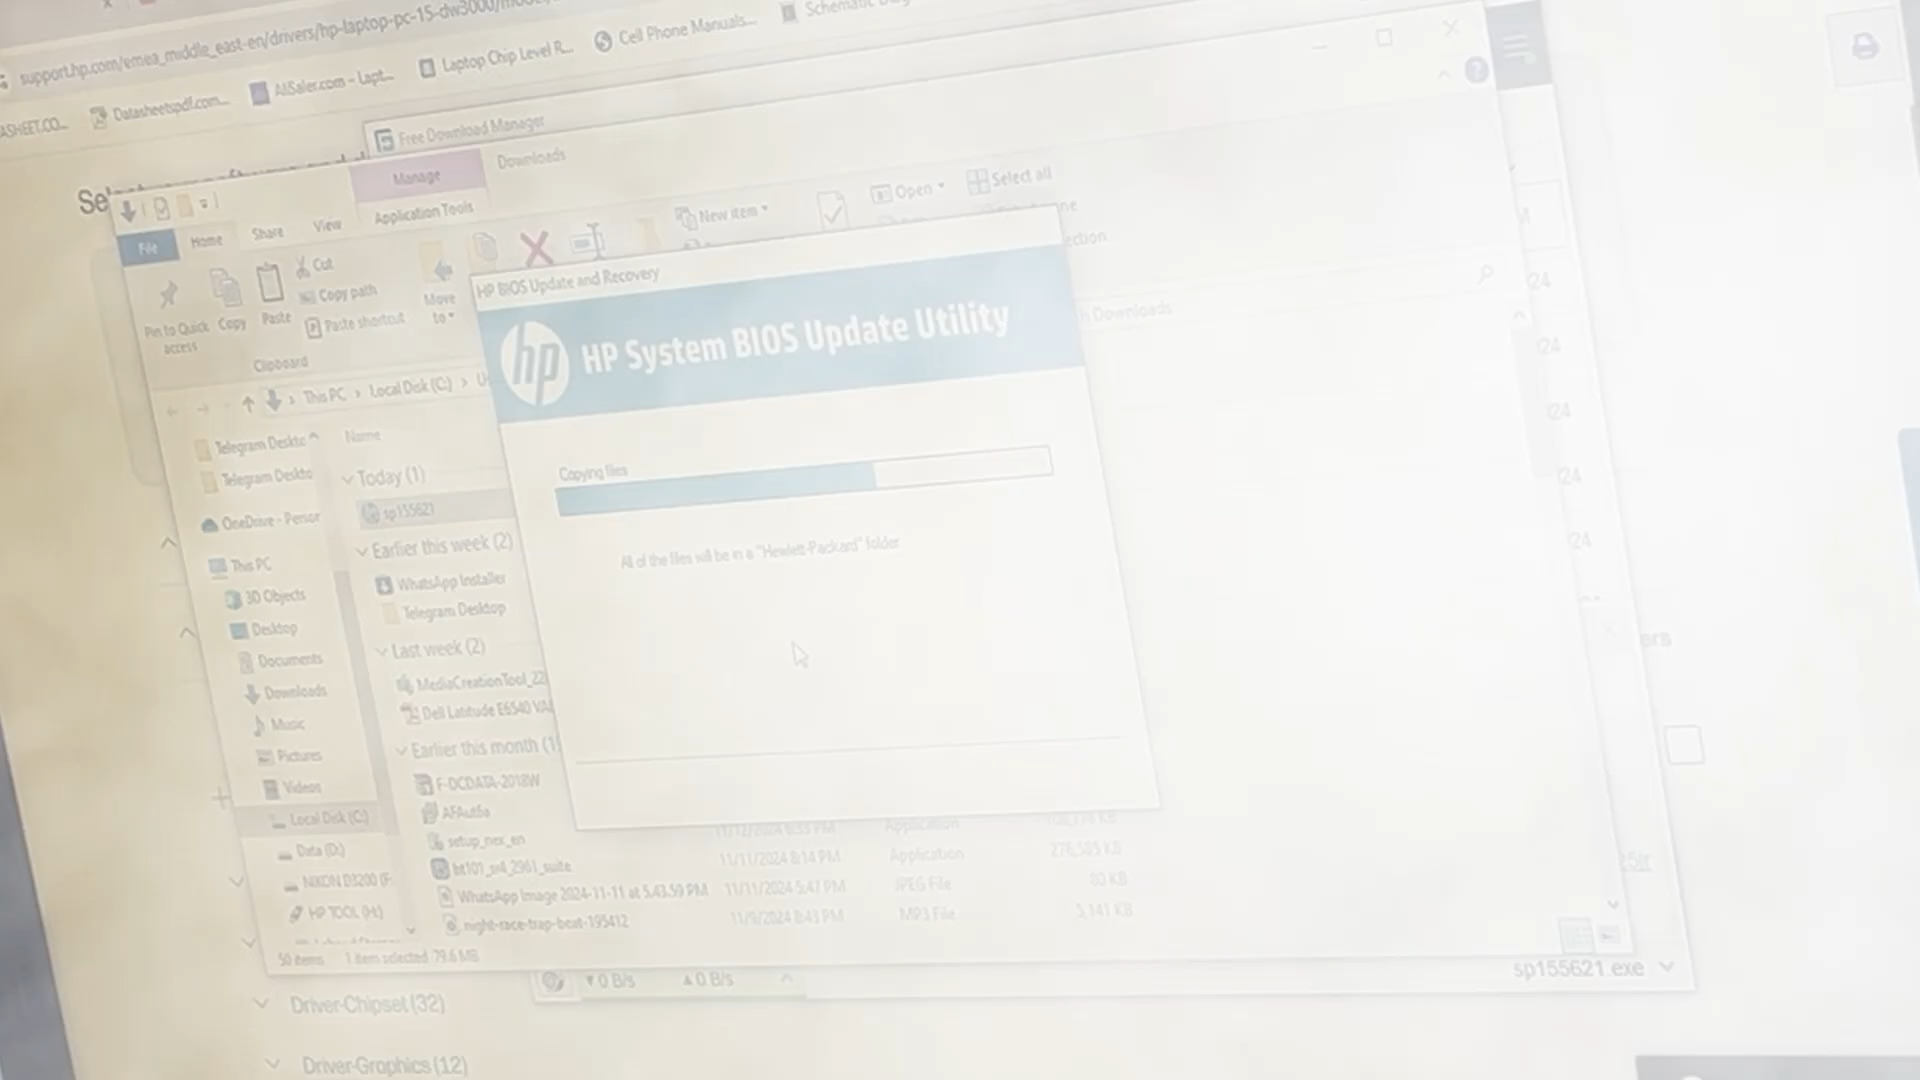 support.hp.com/emea_middle_east-en/drivers/hp-laptop-pc-15-dw3000/
Datasheetspdf.com...
AliSaler.com – Lapt...
Laptop Chip Level R...
Cell Phone Manuals...
Schematic
Free Download Manager
Manage
Downloads
File
Home
Share
View
Application Tools
New item
Open
Select all
Pin to Quick access
Copy
Paste
Cut
Copy path
Paste shortcut
Move to
Clipboard
This PC > Local Disk (C:) >
Downloads
HP BIOS Update and Recovery
hp
HP System BIOS Update Utility
Copying files
All of the files will be in a "Hewlett-Packard" folder
Telegram Deskto
Telegram Deskto
OneDrive - Person
This PC
3D Objects
Desktop
Documents
Downloads
Music
Pictures
Videos
Local Disk (C:)
Data (D:)
NIKON D3200 (F:
HP TOOL (H:)
Name
Today (1)
sp155621
Earlier this week (2)
WhatsApp Installer
Telegram Desktop
Last week (2)
MediaCreationTool_22
Dell Latitude E6540
Earlier this month
F-DCDATA-2018W
setup_nex_en
11/11/2024 8:14 PM Application
WhatsApp Image 2024-11-11 at 5.43.59 PM 11/11/2024 5:47 PM JPEG File 80 KB
night-race-trap-beat-195412 11/9/2024 8:43 PM MP3 File 5,141 KB
50 items 1 item selected 79.6 MB
0 B/s
0 B/s
sp155621.exe
Driver-Chipset (32)
Driver-Graphics (12)